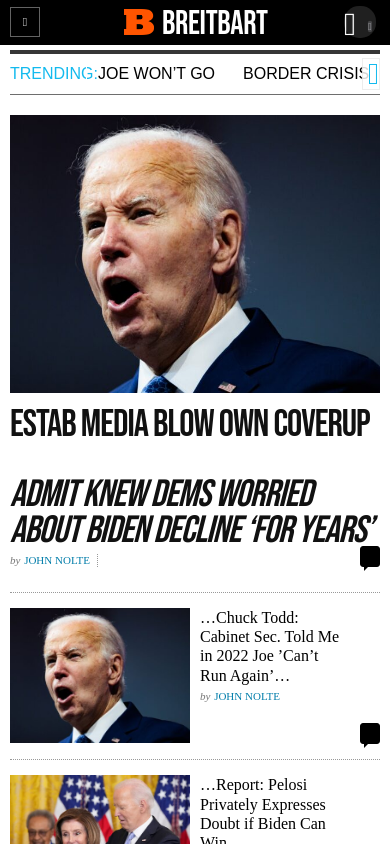 BREITBART
TRENDING: JOE WON’T GO BORDER CRISIS
ESTAB MEDIA BLOW OWN COVERUP
ADMIT KNEW DEMS WORRIED
ABOUT BIDEN DECLINE ‘FOR YEARS’
by JOHN NOLTE
…Chuck Todd:
Cabinet Sec. Told Me
in 2022 Joe ’Can’t
Run Again’…
by JOHN NOLTE
…Report: Pelosi
Privately Expresses
Doubt if Biden Can
Win